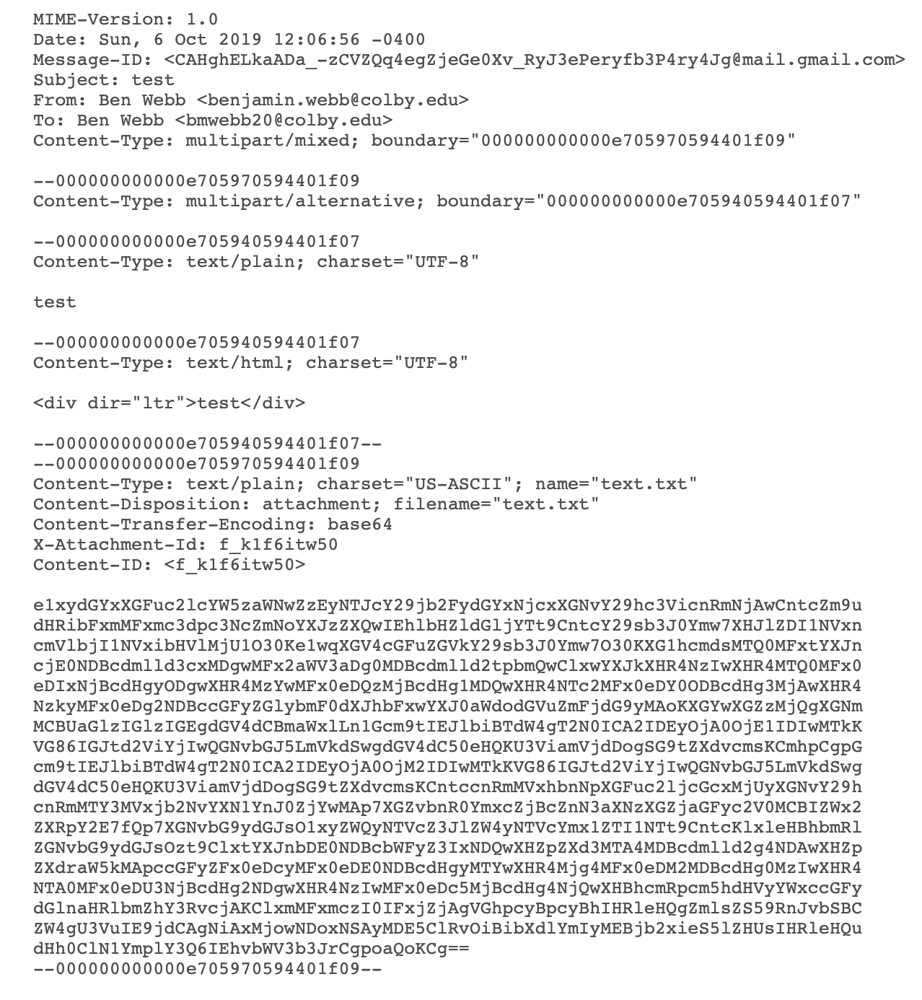 MIME-Version: 1.0
Date: Sun, 6 Oct 2019 12:06:56 -0400
Message-ID: <CAHghELkaADa_-zCVZQq4egZjeGe0Xv_RyJ3ePeryfb3P4ry4Jg@mail.gmail.com>
Subject: test
From: Ben Webb <benjamin.webb@colby.edu>
To: Ben Webb <bmwebb20@colby.edu>
Content-Type: multipart/mixed; boundary="000000000000e705970594401f09"

--000000000000e705970594401f09
Content-Type: multipart/alternative; boundary="000000000000e705940594401f07"

--000000000000e705940594401f07
Content-Type: text/plain; charset="UTF-8"

test

--000000000000e705940594401f07
Content-Type: text/html; charset="UTF-8"

<div dir="ltr">test</div>

--000000000000e705940594401f07--
--000000000000e705970594401f09
Content-Type: text/plain; charset="US-ASCII"; name="text.txt"
Content-Disposition: attachment; filename="text.txt"
Content-Transfer-Encoding: base64
X-Attachment-Id: f_k1f6itw50
Content-ID: <f_k1f6itw50>

e1xydGYxXGFuc2lcYW5zaWNwZzEyNTJcY29jb2FydGYxNjcxXGNvY29hc3VicnRmNjAwCntcZm9u
dHRibFxmMFxmc3dpc3NcZmNoYXJzZXQwIEhlbHZldGljYTt9CntcY29sb3J0Ymw7XHJlZDI1NVxn
cmVlbjI1NVxibHVlMjU1O30Ke1wqXGV4cGFuZGVkY29sb3J0Ymw7O30KXG1hcmdsMTQ0MFxtYXJn
cjE0NDBcdmlld3cxMDgwMFx2aWV3aDg0MDBcdmlld2tpbmQwClxwYXJkXHR4NzIwXHR4MTQ0MFx0
eDIxNjBcdHgyODgwXHR4MzYwMFx0eDQzMjBcdHg1MDQwXHR4NTc2MFx0eDY0ODBcdHg3MjAwXHR4
NzkyMFx0eDg2NDBccGFyZGlybmF0dXJhbFxwYXJ0aWdodGVuZmFjdG9yMAoKXGYwXGZzMjQgXGNm
MCBUaGlzIGlzIGEgdGV4dCBmaWxlLn1Gcm9tIEJlbiBTdW4gT2N0ICA2IDEyOjA0OjE1IDIwMTkK
VG86IGJtd2ViYjIwQGNvbGJ5LmVkdSwgdGV4dC50eHQKU3ViamVjdDogSG9tZXdvcmsKCmhpCgpG
cm9tIEJlbiBTdW4gT2N0ICA2IDEyOjA0OjM2IDIwMTkKVG86IGJtd2ViYjIwQGNvbGJ5LmVkdSwg
dGV4dC50eHQKU3ViamVjdDogSG9tZXdvcmsKCntccnRmMVxhbnNpXGFuc2ljcGcxMjUyXGNvY29h
cnRmMTY3MVxjb2NvYXN1YnJ0ZjYwMAp7XGZvbnR0YmxcZjBcZnN3aXNzXGZjaGFyc2V0MCBIZWx2
ZXRpY2E7fQp7XGNvbG9ydGJsO1xyZWQyNTVcZ3JlZW4yNTVcYmx1ZTI1NTt9CntcKlxleHBhbmRl
ZGNvbG9ydGJsOzt9ClxtYXJnbDE0NDBcbWFyZ3IxNDQwXHZpZXd3MTA4MDBcdmlld2g4NDAwXHZp
ZXdraW5kMApccGFyZFx0eDcyMFx0eDE0NDBcdHgyMTYwXHR4Mjg4MFx0eDM2MDBcdHg0MzIwXHR4
NTA0MFx0eDU3NjBcdHg2NDgwXHR4NzIwMFx0eDc5MjBcdHg4NjQwXHBhcmRpcm5hdHVyYWxccGFy
dGlnaHRlbmZhY3RvcjAKClxmMFxmczI0IFxjZjAgVGhpcyBpcyBhIHRleHQgZmlsZS59RnJvbSBC
ZW4gU3VuIE9jdCAgNiAxMjowNDoxNSAyMDE5ClRvOiBibXdlYmIyMEBjb2xieS5lZHUsIHRleHQu
dHh0ClN1YmplY3Q6IEhvbWV3b3JrCgpoaQoKCg==
--000000000000e705970594401f09--